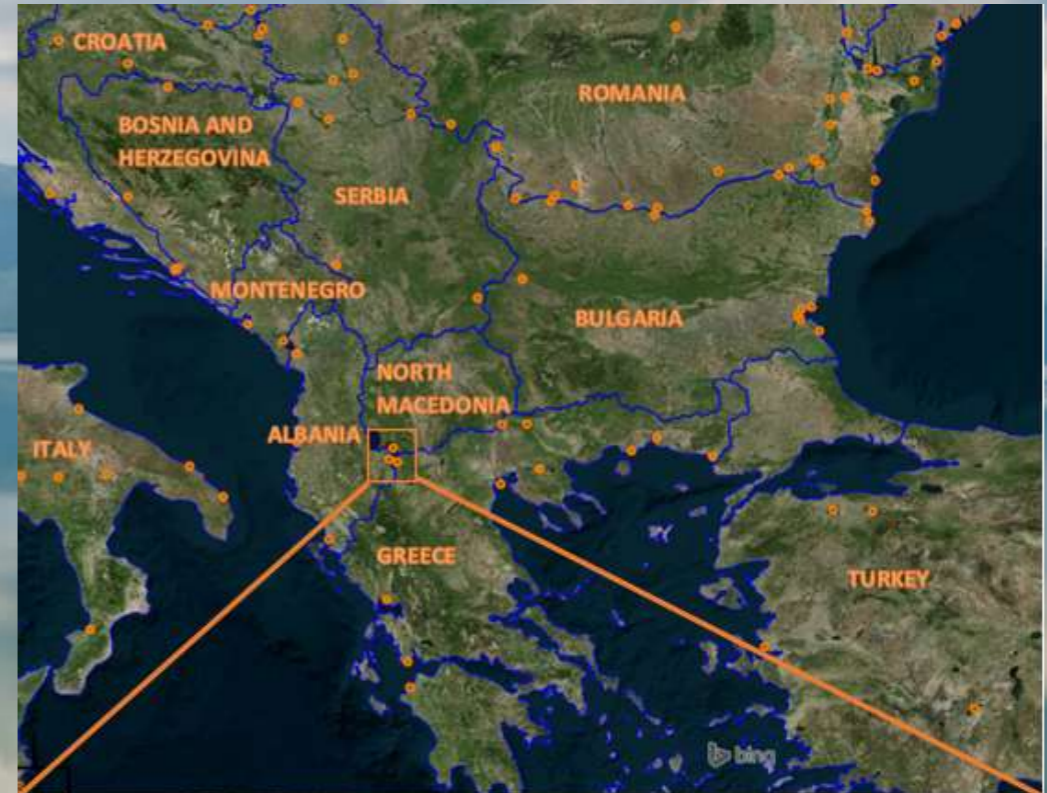 CROATIA
ROMANIA
BOSNIA AND
HERZEGOVINA
SERBIA
MONTENEGRO
BULGARIA
NORTH
MACEDONIA
ALBANIA
ITALY
GREECE
TURKEY
bing